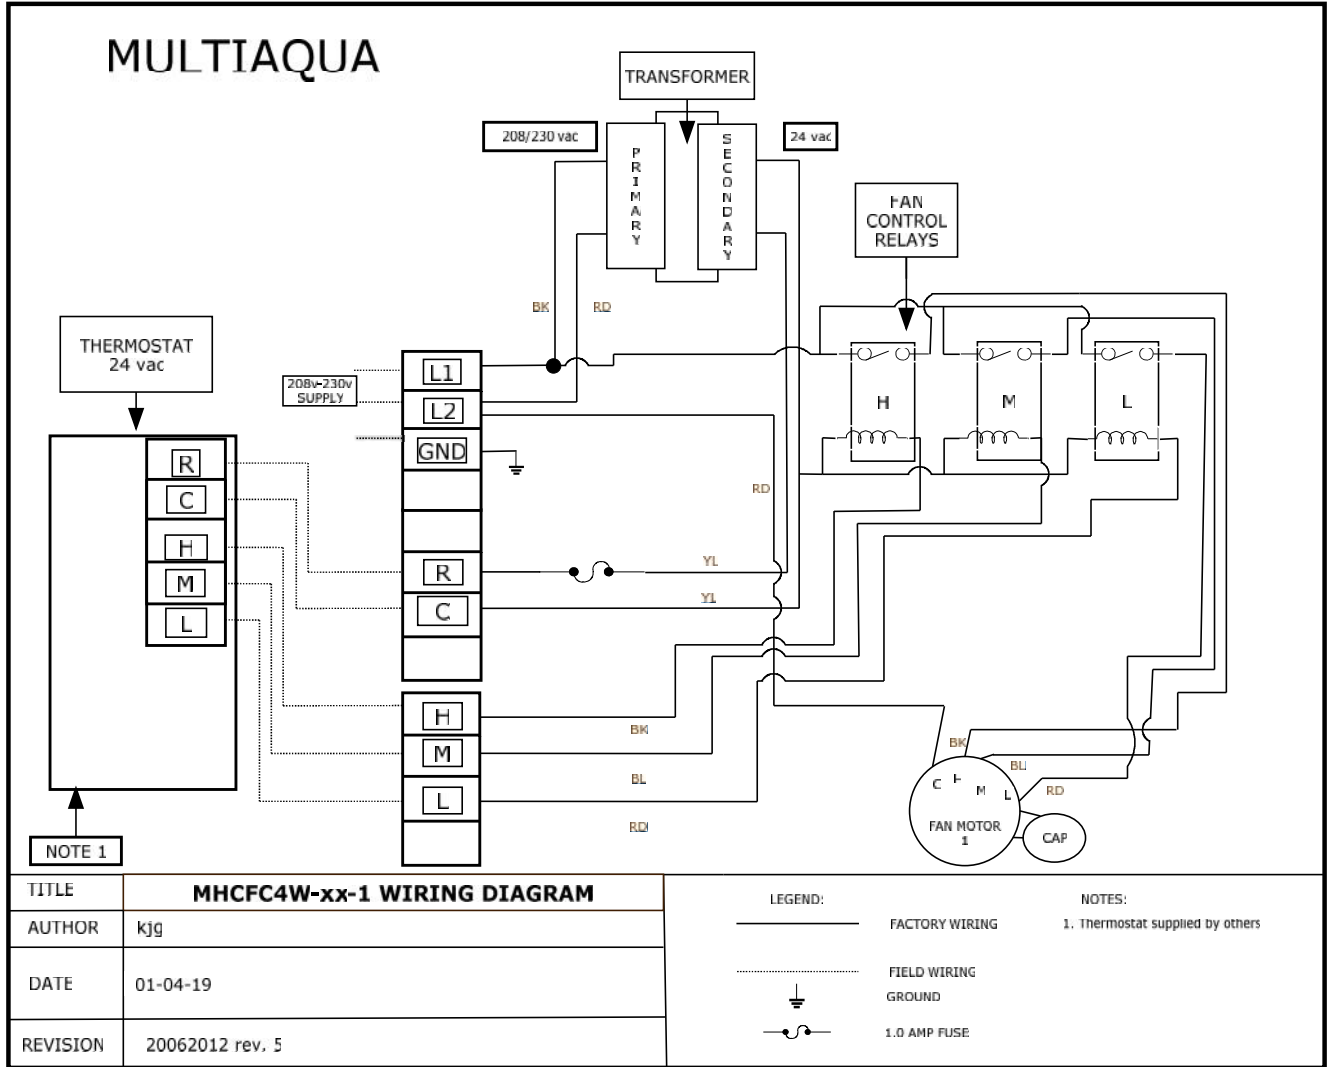 MULTIAQUA
TRANSFORMER
208/230 vac
24 vac
PRIMARY
SECONDARY
FAN
CONTROL
RELAYS
BK
RD
THERMOSTAT
24 vac
208v-230v
SUPPLY
L1
L2
GND
R
C
H
M
L
R
C
H
M
L
H
M
L
RD
YL
YL
BK
BL
RD
BK
BL
RD
C
H
M
L
FAN MOTOR
1
CAP
NOTE 1
TITLE
MHCFC4W-xx-1 WIRING DIAGRAM
AUTHOR
kjg
DATE
01-04-19
REVISION
20062012 rev. 5
LEGEND:
FACTORY WIRING
FIELD WIRING
GROUND
1.0 AMP FUSE
NOTES:
1. Thermostat supplied by others